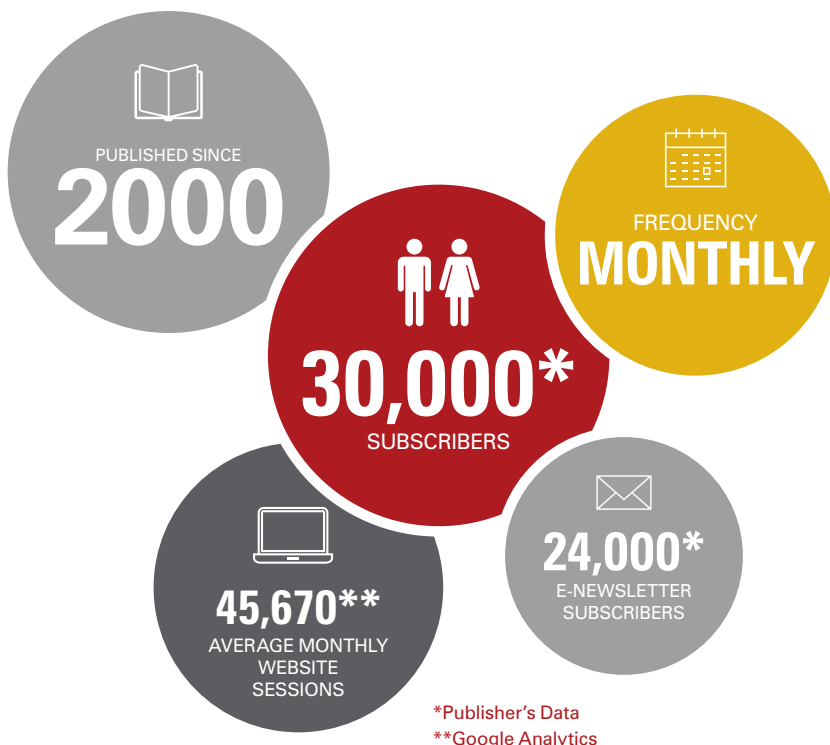 PUBLISHED SINCE
2000
FREQUENCY
MONTHLY
30,000*
SUBSCRIBERS
45,670**
AVERAGE MONTHLY
WEBSITE
SESSIONS
24,000*
E-NEWSLETTER
SUBSCRIBERS
*Publisher's Data
**Google Analytics